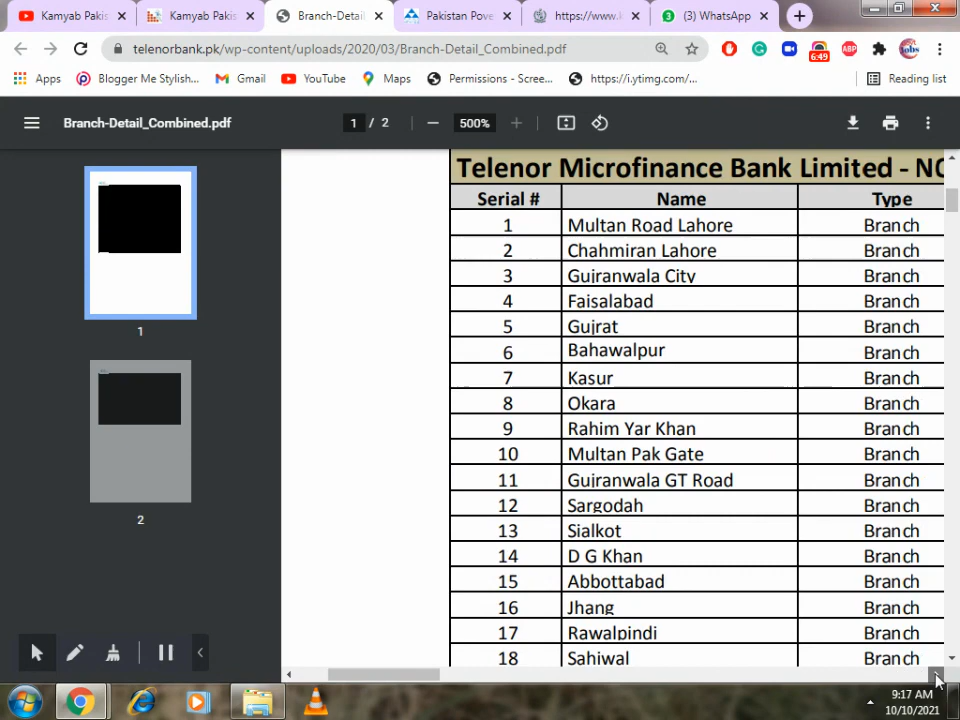 Kamyab Pakis
Kamyab Pakis
Branch-Detai
Pakistan Pove
https://www.k
(3) WhatsApp
telenorbank.pk/wp-content/uploads/2020/03/Branch-Detail_Combined.pdf
6:49
ABP
Apps
Blogger Me Stylish...
Gmail
YouTube
Maps
Permissions - Scree...
https://i.ytimg.com/...
Reading list
Branch-Detail_Combined.pdf
1 / 2
500%
1
2
Telenor Microfinance Bank Limited - NO
Serial # Name Type
1 Multan Road Lahore Branch
2 Chahmiran Lahore Branch
3 Gujranwala City Branch
4 Faisalabad Branch
5 Gujrat Branch
6 Bahawalpur Branch
7 Kasur Branch
8 Okara Branch
9 Rahim Yar Khan Branch
10 Multan Pak Gate Branch
11 Gujranwala GT Road Branch
12 Sargodah Branch
13 Sialkot Branch
14 D G Khan Branch
15 Abbottabad Branch
16 Jhang Branch
17 Rawalpindi Branch
18 Sahiwal Branch
9:17 AM
10/10/2021